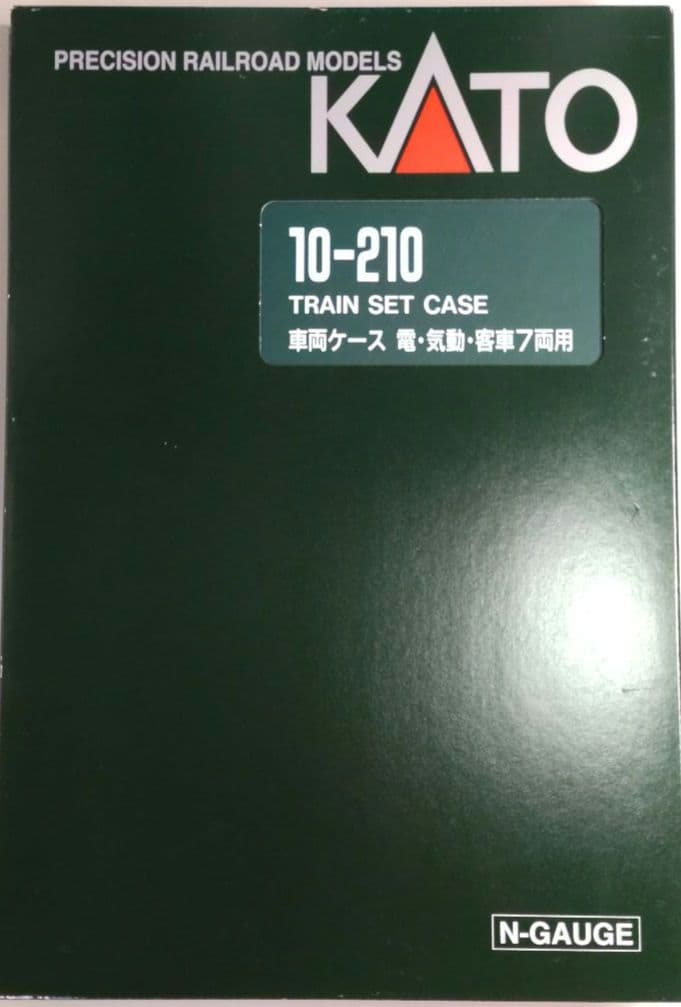 PRECISION RAILROAD MODELS
KATO
10-210
TRAIN SET CASE
車両ケース 電・気動・客車7両用
N-GAUGE